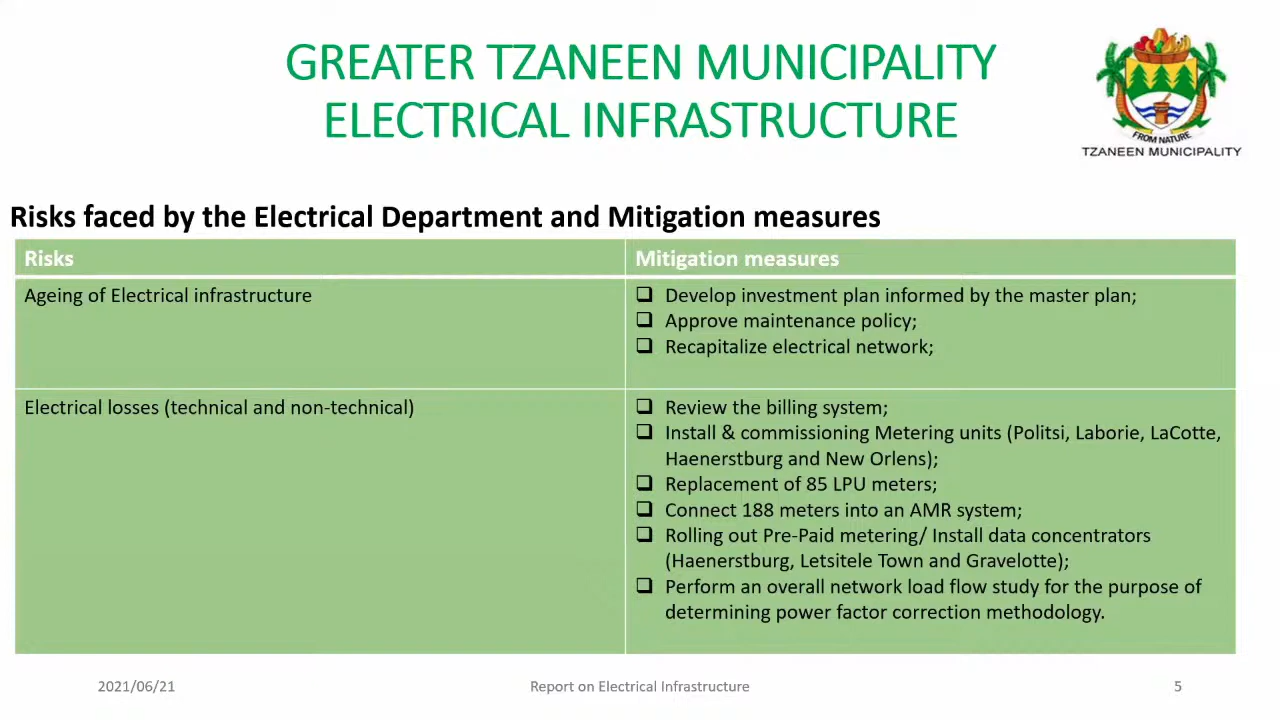 GREATER TZANEEN MUNICIPALITY
ELECTRICAL INFRASTRUCTURE
FROM NATURE
TZANEEN MUNICIPALITY
Risks faced by the Electrical Department and Mitigation measures
Risks
Mitigation measures
Ageing of Electrical infrastructure
❑ Develop investment plan informed by the master plan;
❑ Approve maintenance policy;
❑ Recapitalize electrical network;
Electrical losses (technical and non-technical)
❑ Review the billing system;
❑ Install & commissioning Metering units (Politsi, Laborie, LaCotte,
Haenerstburg and New Orlens);
❑ Replacement of 85 LPU meters;
❑ Connect 188 meters into an AMR system;
❑ Rolling out Pre-Paid metering/ Install data concentrators
(Haenerstburg, Letsitele Town and Gravelotte);
❑ Perform an overall network load flow study for the purpose of
determining power factor correction methodology.
2021/06/21
Report on Electrical Infrastructure
5